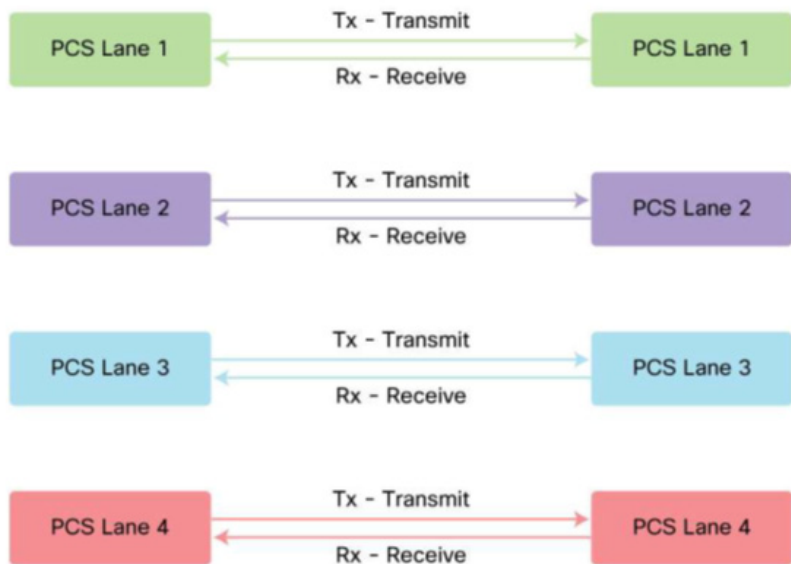 Tx - Transmit
PCS Lane 1
PCS Lane 1
Rx - Receive
Tx - Transmit
PCS Lane 2
PCS Lane 2
Rx - Receive
Tx - Transmit
PCS Lane 3
PCS Lane 3
Rx - Receive
Tx - Transmit
PCS Lane 4
PCS Lane 4
Rx - Receive